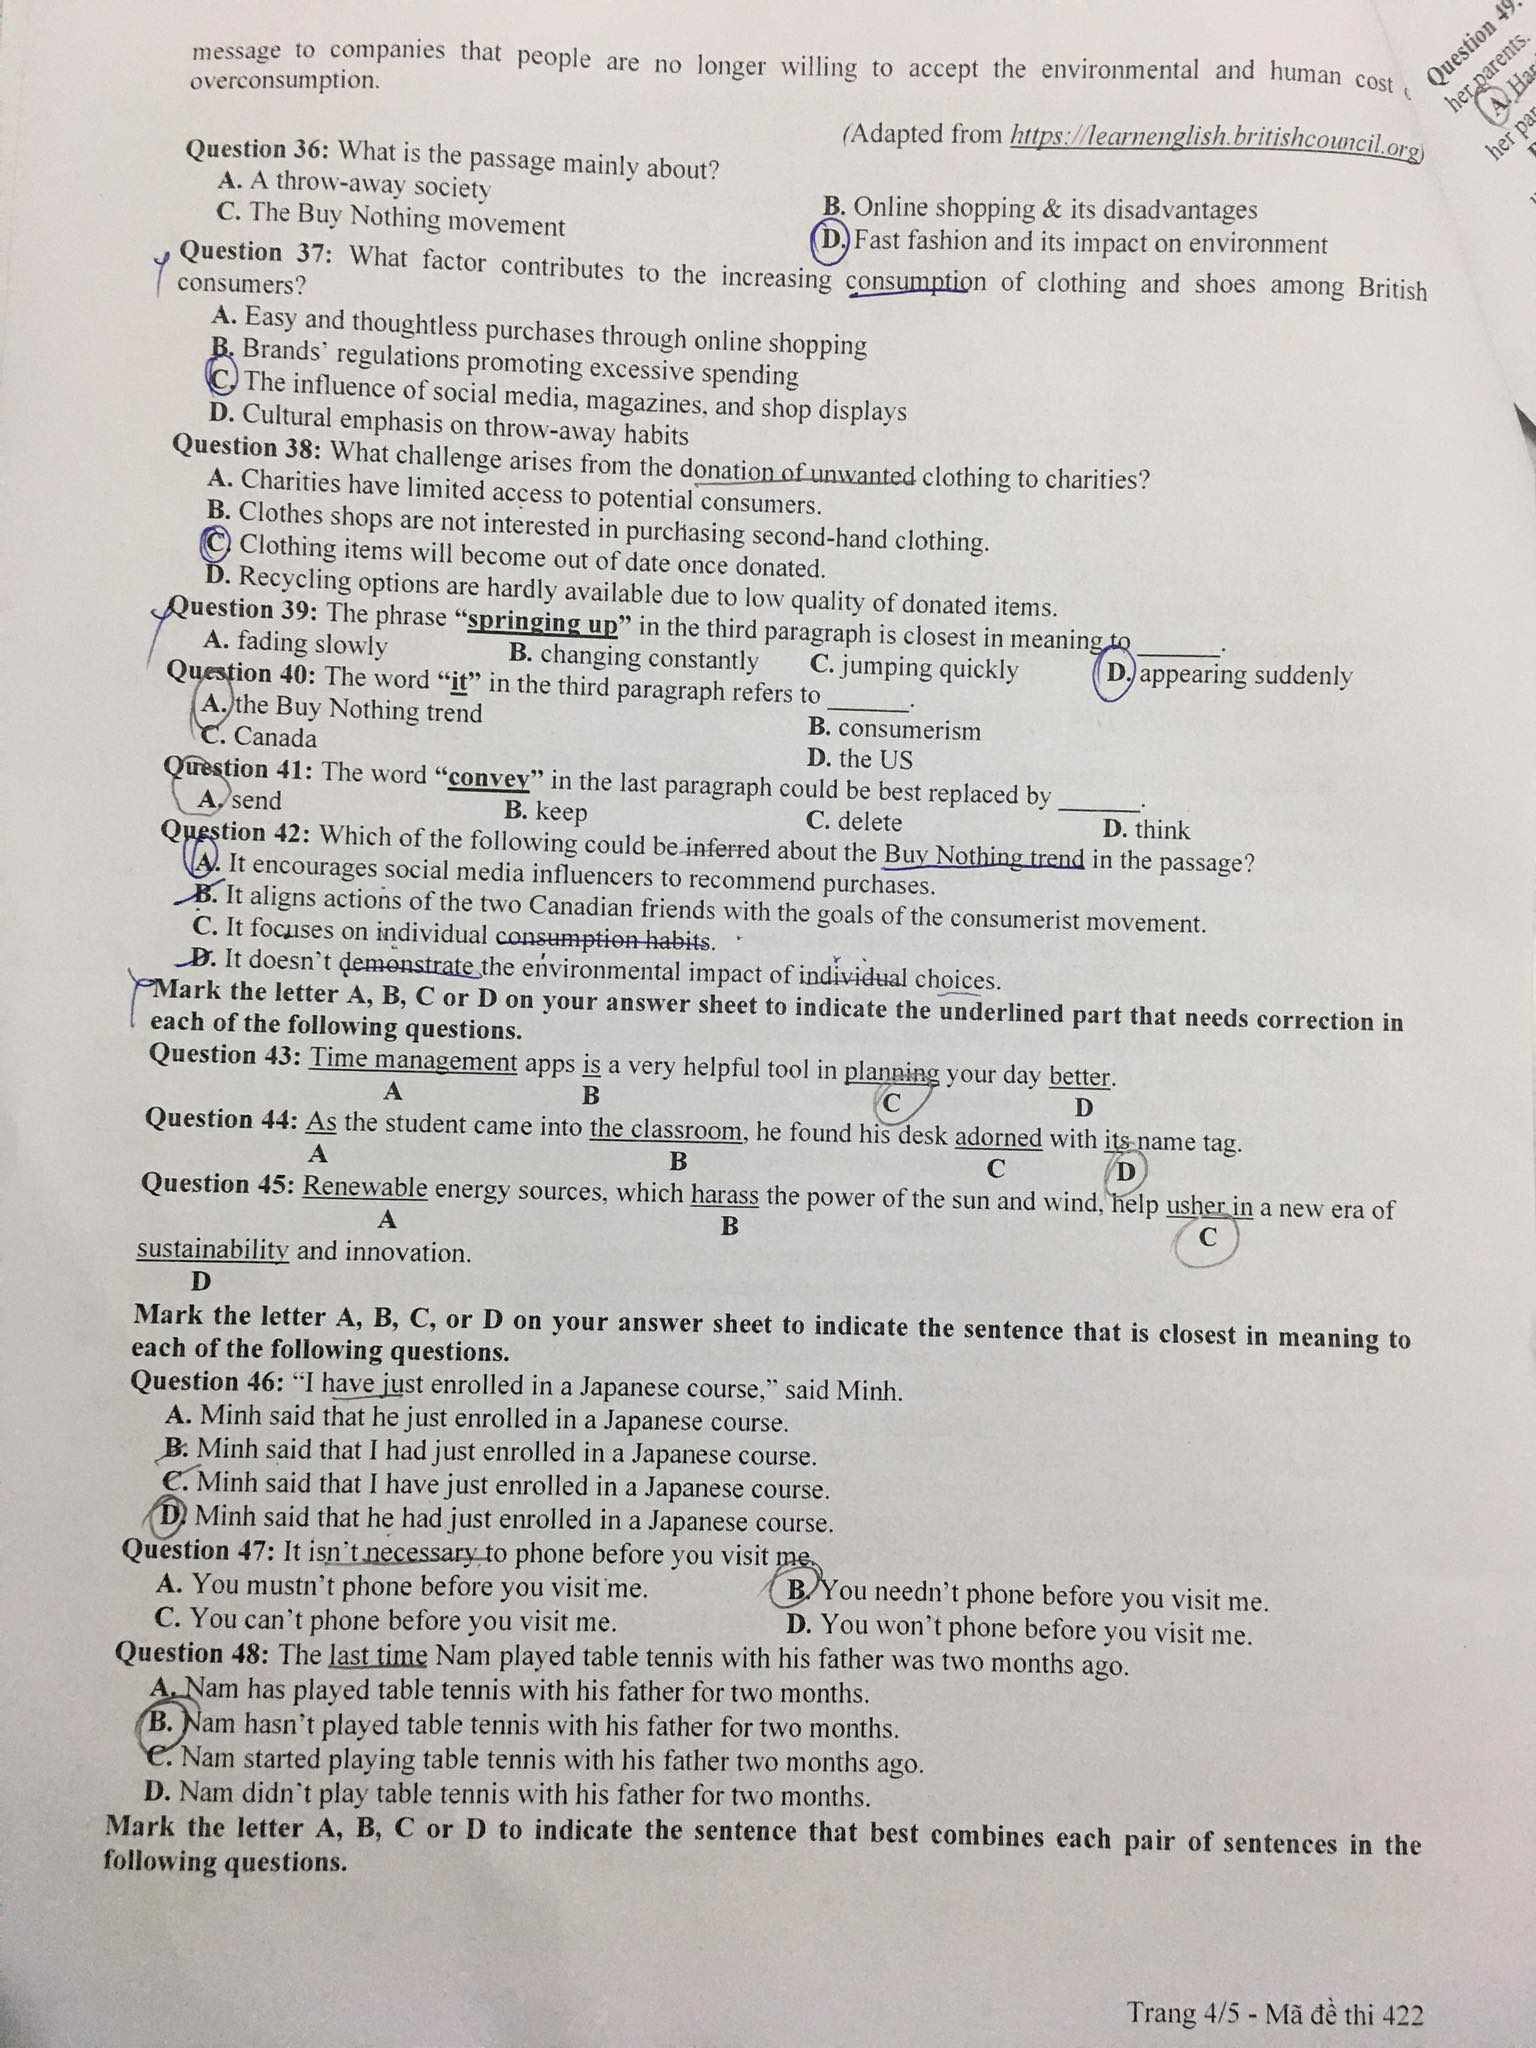 message to companies that people are no longer willing to accept the environmental and human cost
overconsumption.
(Adapted from https://learnenglish.britishcouncil.org)
Question 36: What is the passage mainly about?
A. A throw-away society
B. Online shopping & its disadvantages
C. The Buy Nothing movement
D. Fast fashion and its impact on environment
Question 37: What factor contributes to the increasing consumption of clothing and shoes among British
consumers?
A. Easy and thoughtless purchases through online shopping
B. Brands' regulations promoting excessive spending
C. The influence of social media, magazines, and shop displays
D. Cultural emphasis on throw-away habits
Question 38: What challenge arises from the donation of unwanted clothing to charities?
A. Charities have limited access to potential consumers.
B. Clothes shops are not interested in purchasing second-hand clothing.
C. Clothing items will become out of date once donated.
D. Recycling options are hardly available due to low quality of donated items.
Question 39: The phrase "springing up" in the third paragraph is closest in meaning to ______.
A. fading slowly B. changing constantly C. jumping quickly D. appearing suddenly
Question 40: The word "it" in the third paragraph refers to ______.
A. the Buy Nothing trend B. consumerism
C. Canada D. the US
Question 41: The word "convey" in the last paragraph could be best replaced by ______.
A. send B. keep C. delete D. think
Question 42: Which of the following could be inferred about the Buy Nothing trend in the passage?
A. It encourages social media influencers to recommend purchases.
B. It aligns actions of the two Canadian friends with the goals of the consumerist movement.
C. It focuses on individual consumption habits.
D. It doesn't demonstrate the environmental impact of individual choices.
Mark the letter A, B, C or D on your answer sheet to indicate the underlined part that needs correction in
each of the following questions.
Question 43: Time management apps is a very helpful tool in planning your day better.
A B C D
Question 44: As the student came into the classroom, he found his desk adorned with its name tag.
A B C D
Question 45: Renewable energy sources, which harass the power of the sun and wind, help usher in a new era of
A B C
sustainability and innovation.
D
Mark the letter A, B, C, or D on your answer sheet to indicate the sentence that is closest in meaning to
each of the following questions.
Question 46: "I have just enrolled in a Japanese course," said Minh.
A. Minh said that he just enrolled in a Japanese course.
B. Minh said that I had just enrolled in a Japanese course.
C. Minh said that I have just enrolled in a Japanese course.
D. Minh said that he had just enrolled in a Japanese course.
Question 47: It isn't necessary to phone before you visit me.
A. You mustn't phone before you visit me. B. You needn't phone before you visit me.
C. You can't phone before you visit me. D. You won't phone before you visit me.
Question 48: The last time Nam played table tennis with his father was two months ago.
A. Nam has played table tennis with his father for two months.
B. Nam hasn't played table tennis with his father for two months.
C. Nam started playing table tennis with his father two months ago.
D. Nam didn't play table tennis with his father for two months.
Mark the letter A, B, C or D to indicate the sentence that best combines each pair of sentences in the
following questions.
Trang 4/5 - Mã đề thi 422
Question 49:
her parents.
A. Ha
her par